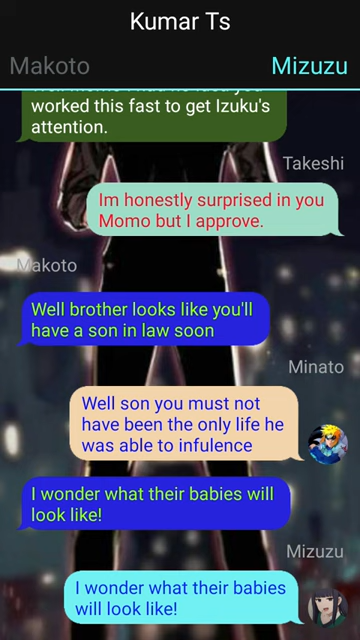 Kumar Ts
Makoto
Mizuzu
worked this fast to get Izuku's
attention.
Takeshi
Im honestly surprised in you
Momo but I approve.
Makoto
Well brother looks like you'll
have a son in law soon
Minato
Well son you must not
have been the only life he
was able to infulence
I wonder what their babies will
look like!
Mizuzu
I wonder what their babies
will look like!